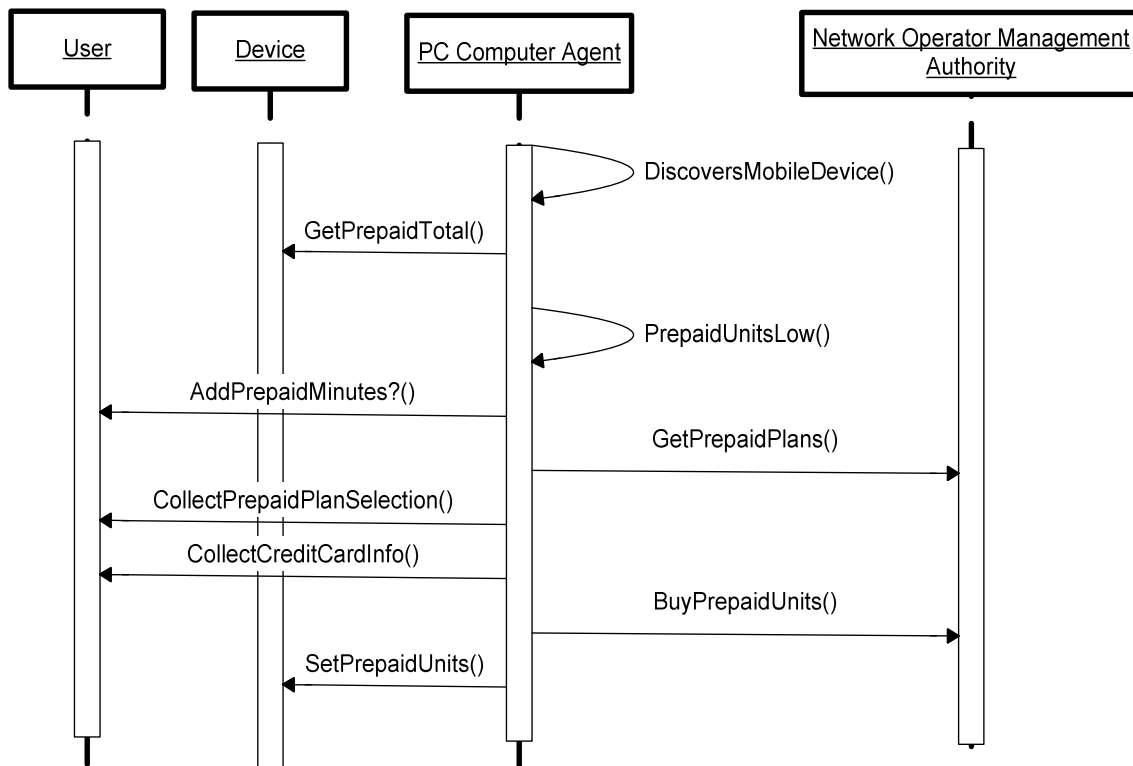 User
Device
PC Computer Agent
Network Operator Management
Authority
DiscoversMobileDevice()
GetPrepaidTotal()
PrepaidUnitsLow()
AddPrepaidMinutes?()
GetPrepaidPlans()
CollectPrepaidPlanSelection()
CollectCreditCardInfo()
BuyPrepaidUnits()
SetPrepaidUnits()